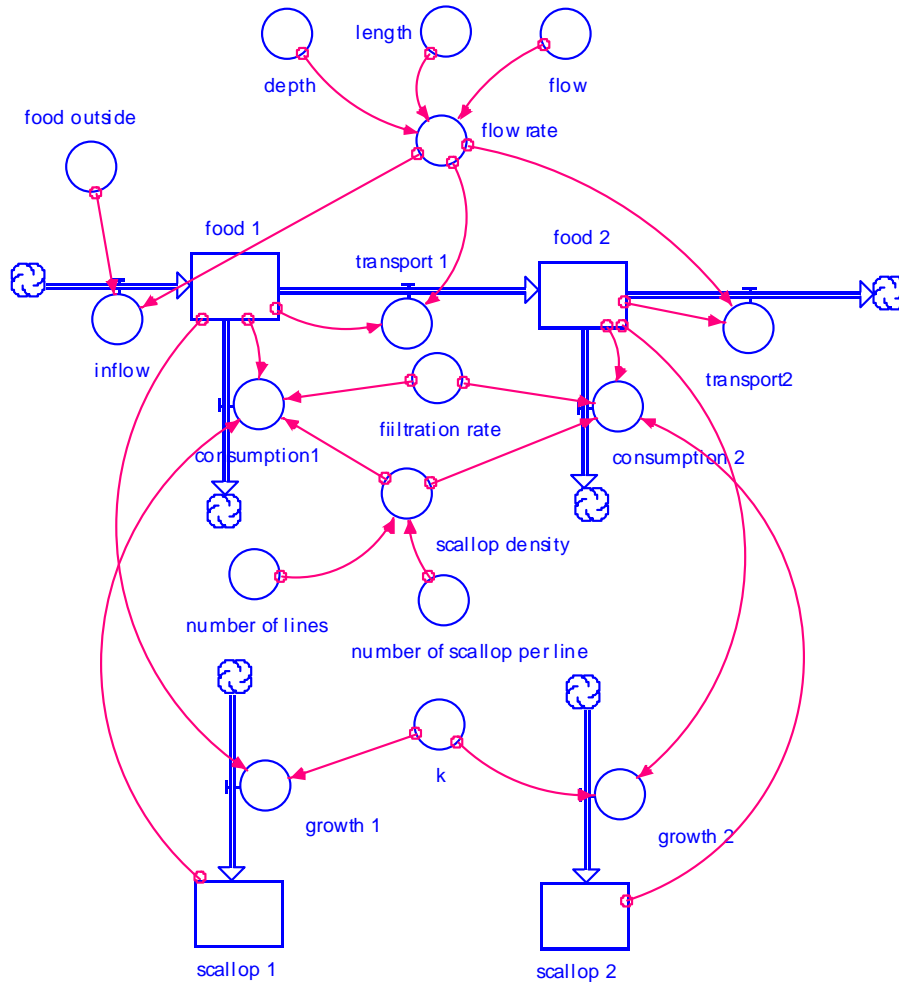 length
depth
flow
food outside
flow rate
food 1
food 2
transport 1
inflow
transport2
fiiltration rate
consumption1
consumption 2
scallop density
number of lines
number of scallop per line
k
growth 1
growth 2
scallop 1
scallop 2